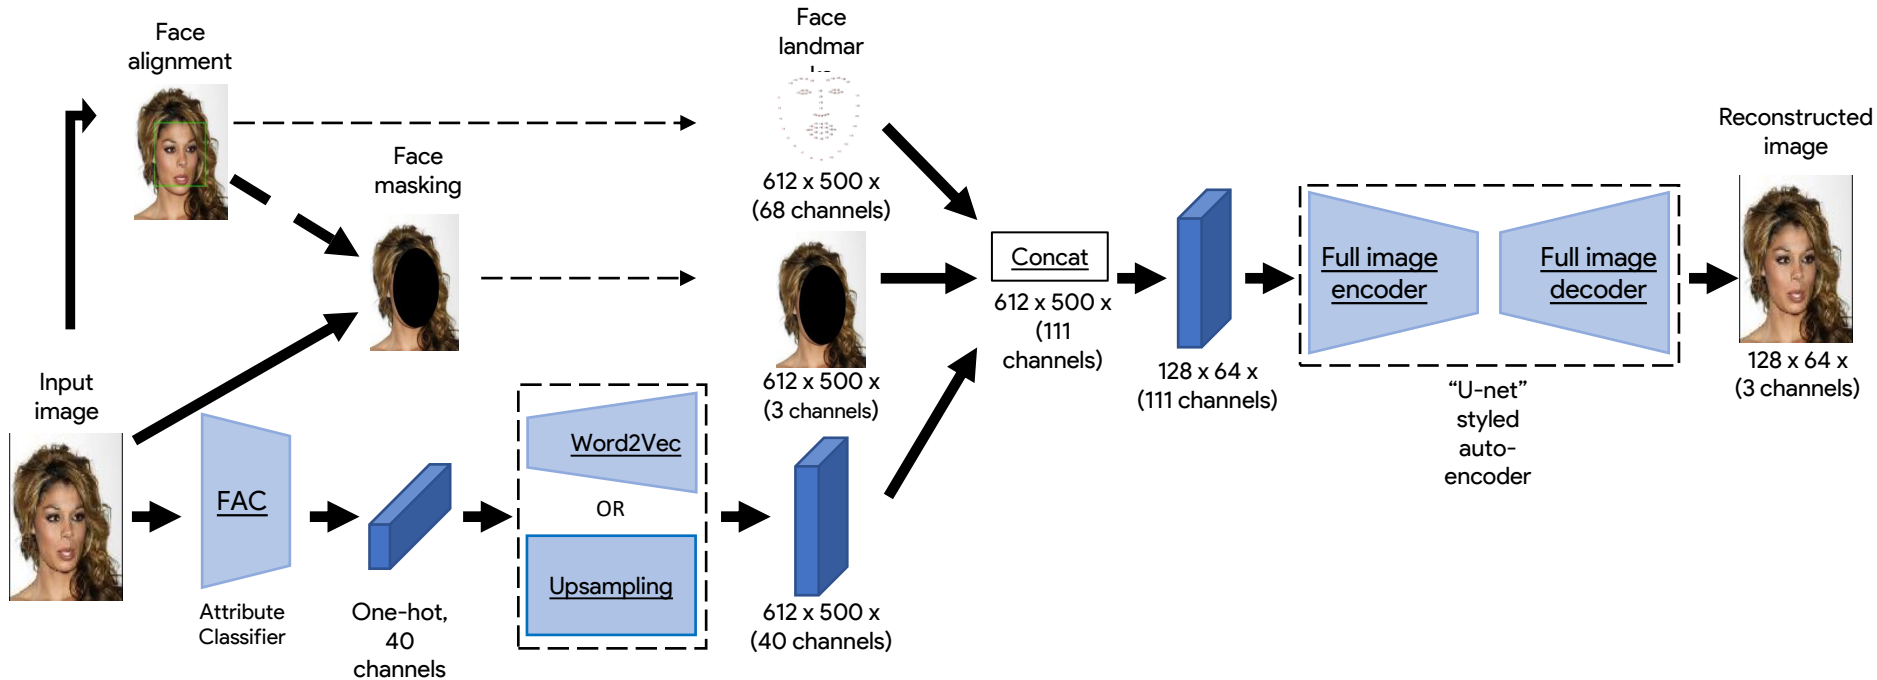 Face
alignment
Face
masking
Input
image
FAC
Attribute
Classifier
One-hot,
40
channels
Word2Vec
OR
Upsampling
Face
landmar
612 x 500 x
(68 channels)
612 x 500 x
(3 channels)
612 x 500 x
(40 channels)
Concat
612 x 500 x
(111
channels)
128 x 64 x
(111 channels)
Full image
encoder
Full image
decoder
“U-net”
styled
auto-
encoder
Reconstructed
image
128 x 64 x
(3 channels)